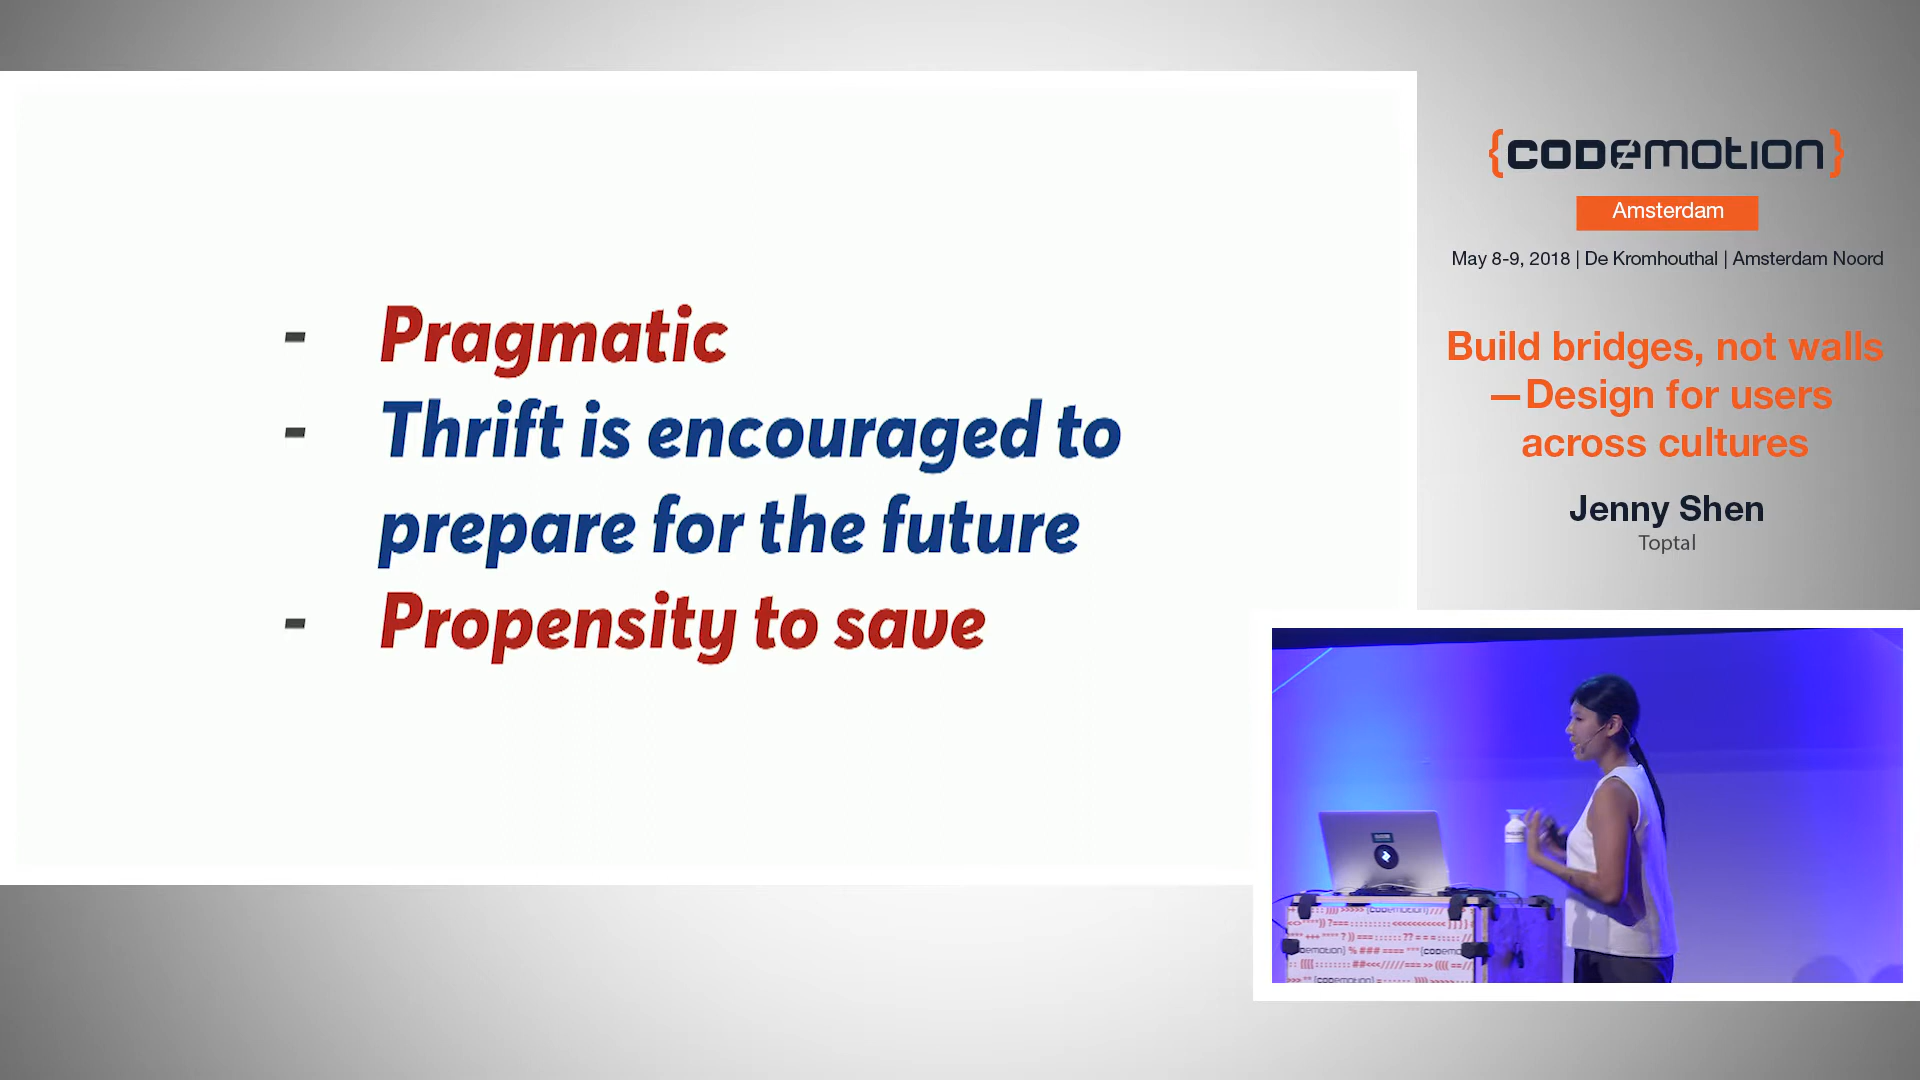 - Pragmatic
- Thrift is encouraged to
prepare for the future
- Propensity to save
{CODEMOTION}
Amsterdam
May 8-9, 2018 | De Kromhouthal | Amsterdam Noord
Build bridges, not walls
—Design for users
across cultures
Jenny Shen
Toptal